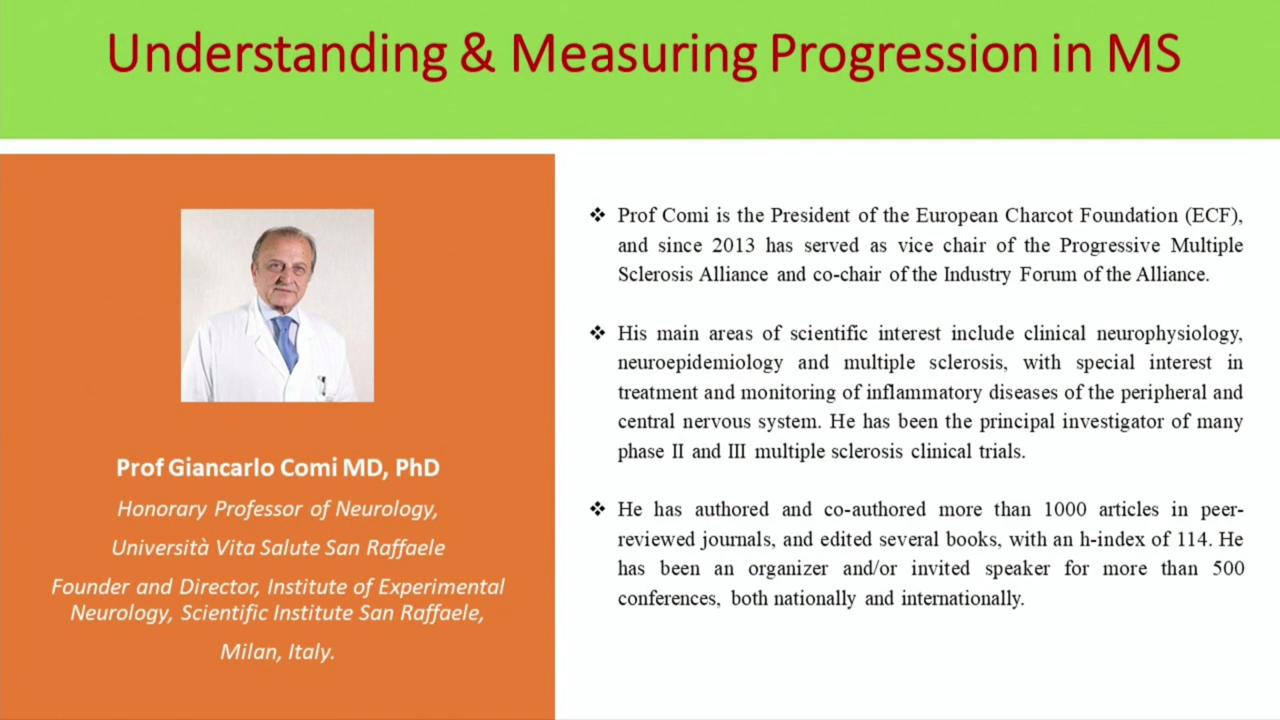 Understanding & Measuring Progression in MS
Prof Giancarlo Comi MD, PhD
Honorary Professor of Neurology,
Università Vita Salute San Raffaele
Founder and Director, Institute of Experimental
Neurology, Scientific Institute San Raffaele,
Milan, Italy.
❖ Prof Comi is the President of the European Charcot Foundation (ECF),
and since 2013 has served as vice chair of the Progressive Multiple
Sclerosis Alliance and co-chair of the Industry Forum of the Alliance.
❖ His main areas of scientific interest include clinical neurophysiology,
neuroepidemiology and multiple sclerosis, with special interest in
treatment and monitoring of inflammatory diseases of the peripheral and
central nervous system. He has been the principal investigator of many
phase II and III multiple sclerosis clinical trials.
❖ He has authored and co-authored more than 1000 articles in peer-
reviewed journals, and edited several books, with an h-index of 114. He
has been an organizer and/or invited speaker for more than 500
conferences, both nationally and internationally.